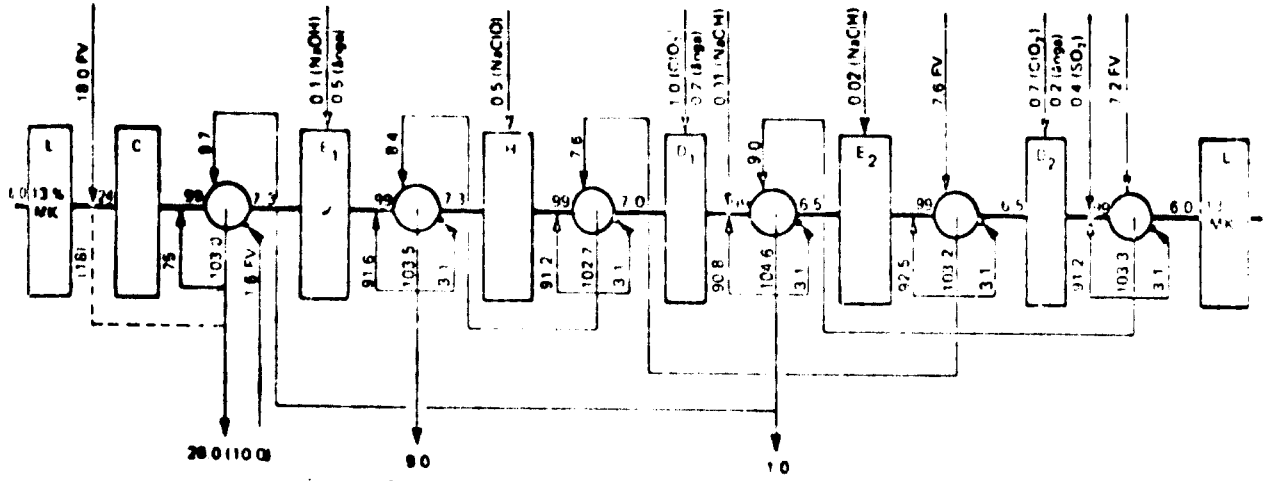 18.0 FV
0.1 (NaOH)
0.5 (ånga)
0.5 (NaClO)
1.0 (ClO₂)
0.7 (ånga)
0.02 (NaOH)
7.6 FV
0.7 (ClO₂)
0.2 (ånga)
0.4 (SO₂)
7.2 FV
L
C
8.7
E₁
8.4
7.6
D₁
9.0
E₂
D₂
L
6.0
13 %
MK
24
99
7.3
99
7.3
99
7.0
6.5
99
6.5
6.0
MK
(16)
75
103.0
1.6 FV
91.6
103.5
3.1
91.2
102.7
3.1
90.8
104.6
3.1
92.5
103.2
3.1
91.2
103.3
3.1
28.0 (10.0)
9.0